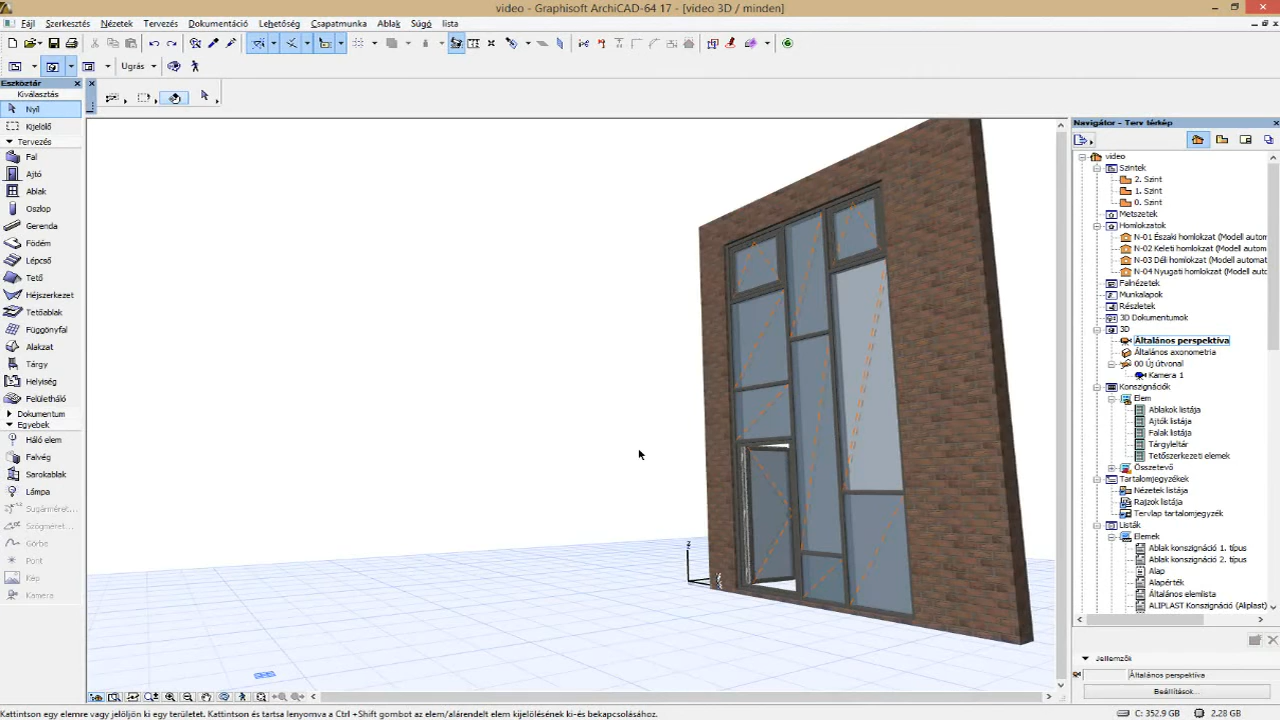 video - Graphisoft ArchiCAD-64 17 - [video 3D / minden]
Fájl Szerkesztés Nézetek Tervezés Dokumentáció Lehetőség Csapatmunka Ablak Súgó lista
Ugrás
Eszköztár
Kiválasztás
Nyíl
Kijelölő
Tervezés
Fal
Ajtó
Ablak
Oszlop
Gerenda
Födém
Lépcső
Tető
Héjszerkezet
Tetőablak
Függönyfal
Alakzat
Tárgy
Helyiség
Felületháló
Dokumentum
Egyebek
Háló elem
Falvég
Sarokablak
Lámpa
Sugárméret...
Szögméret...
Görbe
Pont
Kép
Kamera
z
Navigátor - Terv térkép
video
Szintek
2. Szint
1. Szint
0. Szint
Metszetek
Homlokzatok
N-01 Északi homlokzat (Modell autom
N-02 Keleti homlokzat (Modell autom
N-03 Déli homlokzat (Modell automat
N-04 Nyugati homlokzat (Modell auto
Falnézetek
Munkalapok
Részletek
3D Dokumentumok
3D
Általános perspektíva
Általános axonometria
00 Új útvonal
Kamera 1
Konszignációk
Elem
Ablakok listája
Ajtók listája
Falak listája
Tárgyleltár
Tetőszerkezeti elemek
Összetevő
Tartalomjegyzékek
Nézetek listája
Rajzok listája
Tervlap tartalomjegyzék
Listák
Elemek
Ablak konszignáció 1. típus
Ablak konszignáció 2. típus
Alap
Alapérték
Általános elemlista
ALIPLAST Konszignáció (Aliplast)
Jellemzők
Általános perspektíva
Beállítások...
Kattintson egy elemre vagy jelöljön ki egy területet. Kattintson és tartsa lenyomva a Ctrl+Shift gombot az elem/alárendelt elem kijelölésének ki-és bekapcsolásához.
C: 352.9 GB
2.28 GB